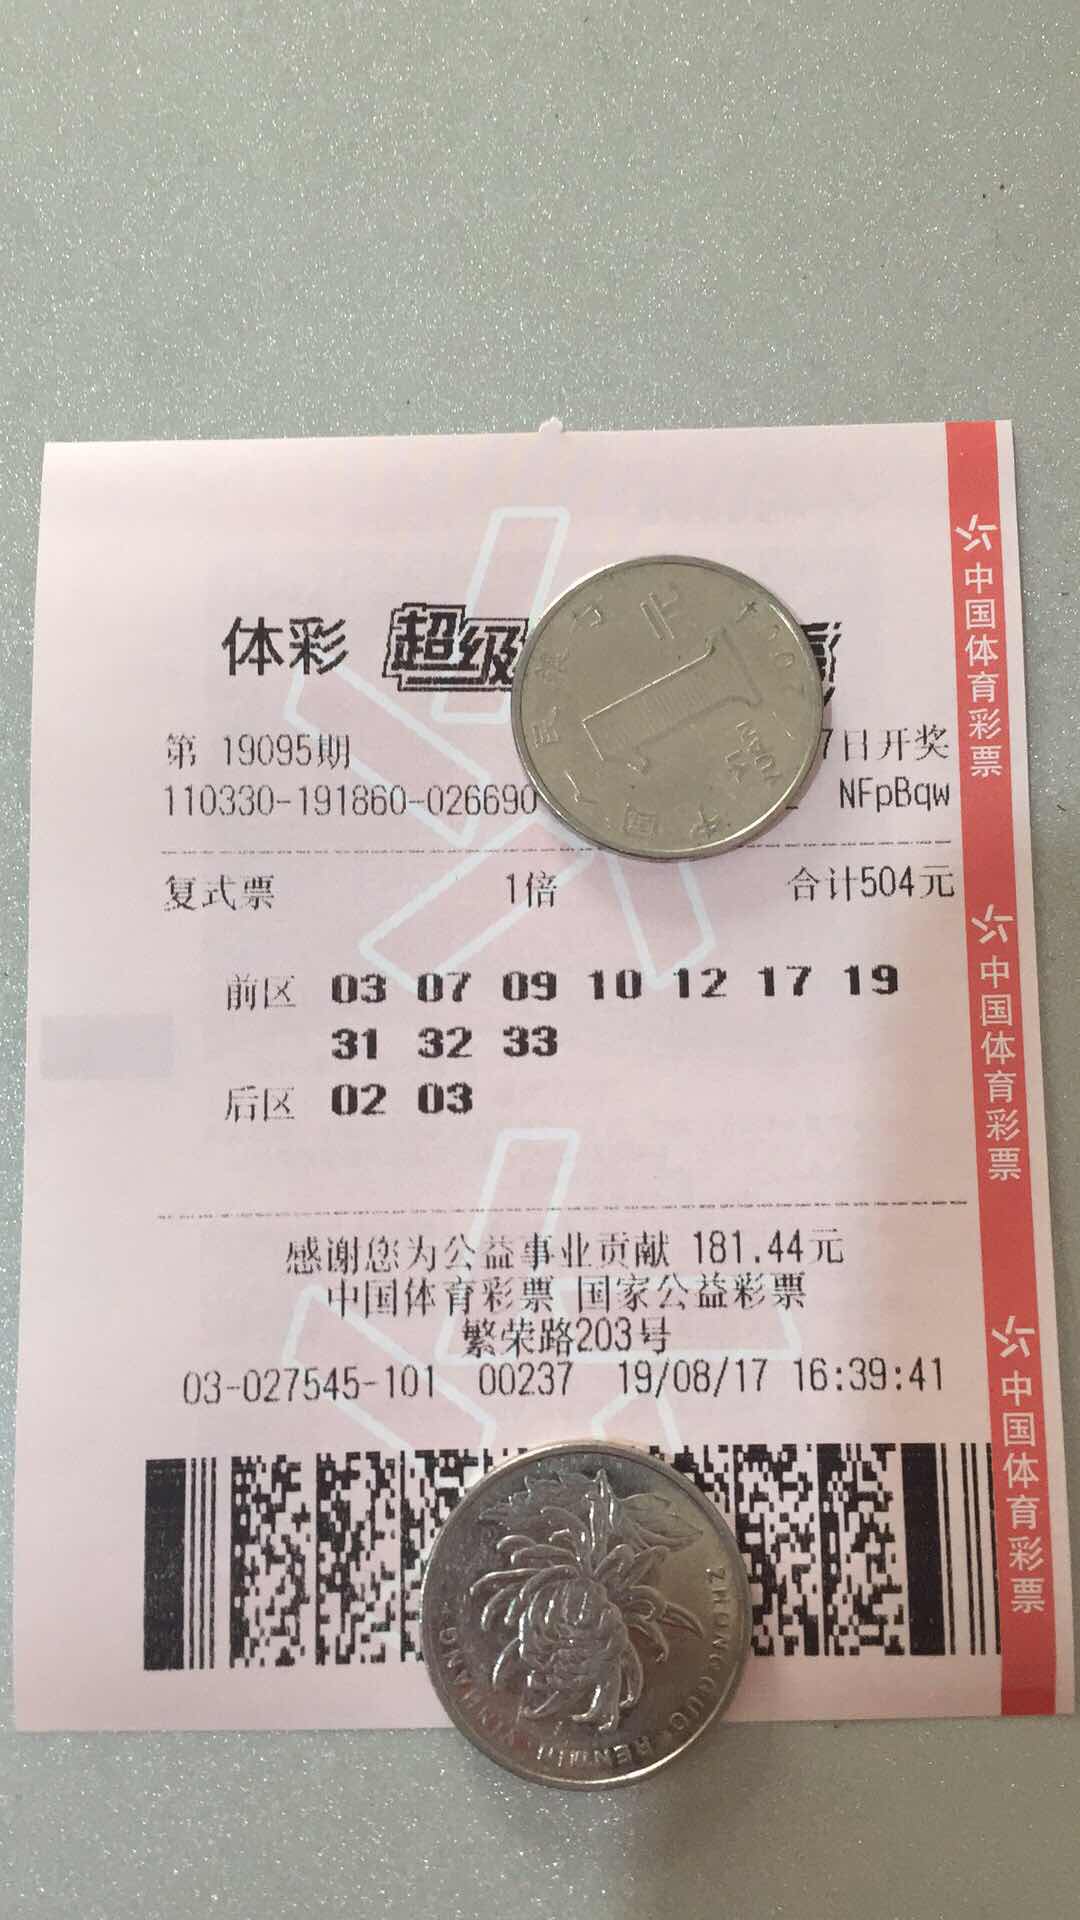 体彩 超级
第 19095期 7日开奖
110330-191860-026690 NFpBqw
复式票 1倍 合计504元
前区 03 07 09 10 12 17 19
31 32 33
后区 02 03
感谢您为公益事业贡献 181.44元
中国体育彩票 国家公益彩票
繁荣路203号
03-027545-101 00237 19/08/17 16:39:41
中国体育彩票
中国体育彩票
中国体育彩票
1
YUAN
ZHONGGUO RENMIN YINHANG